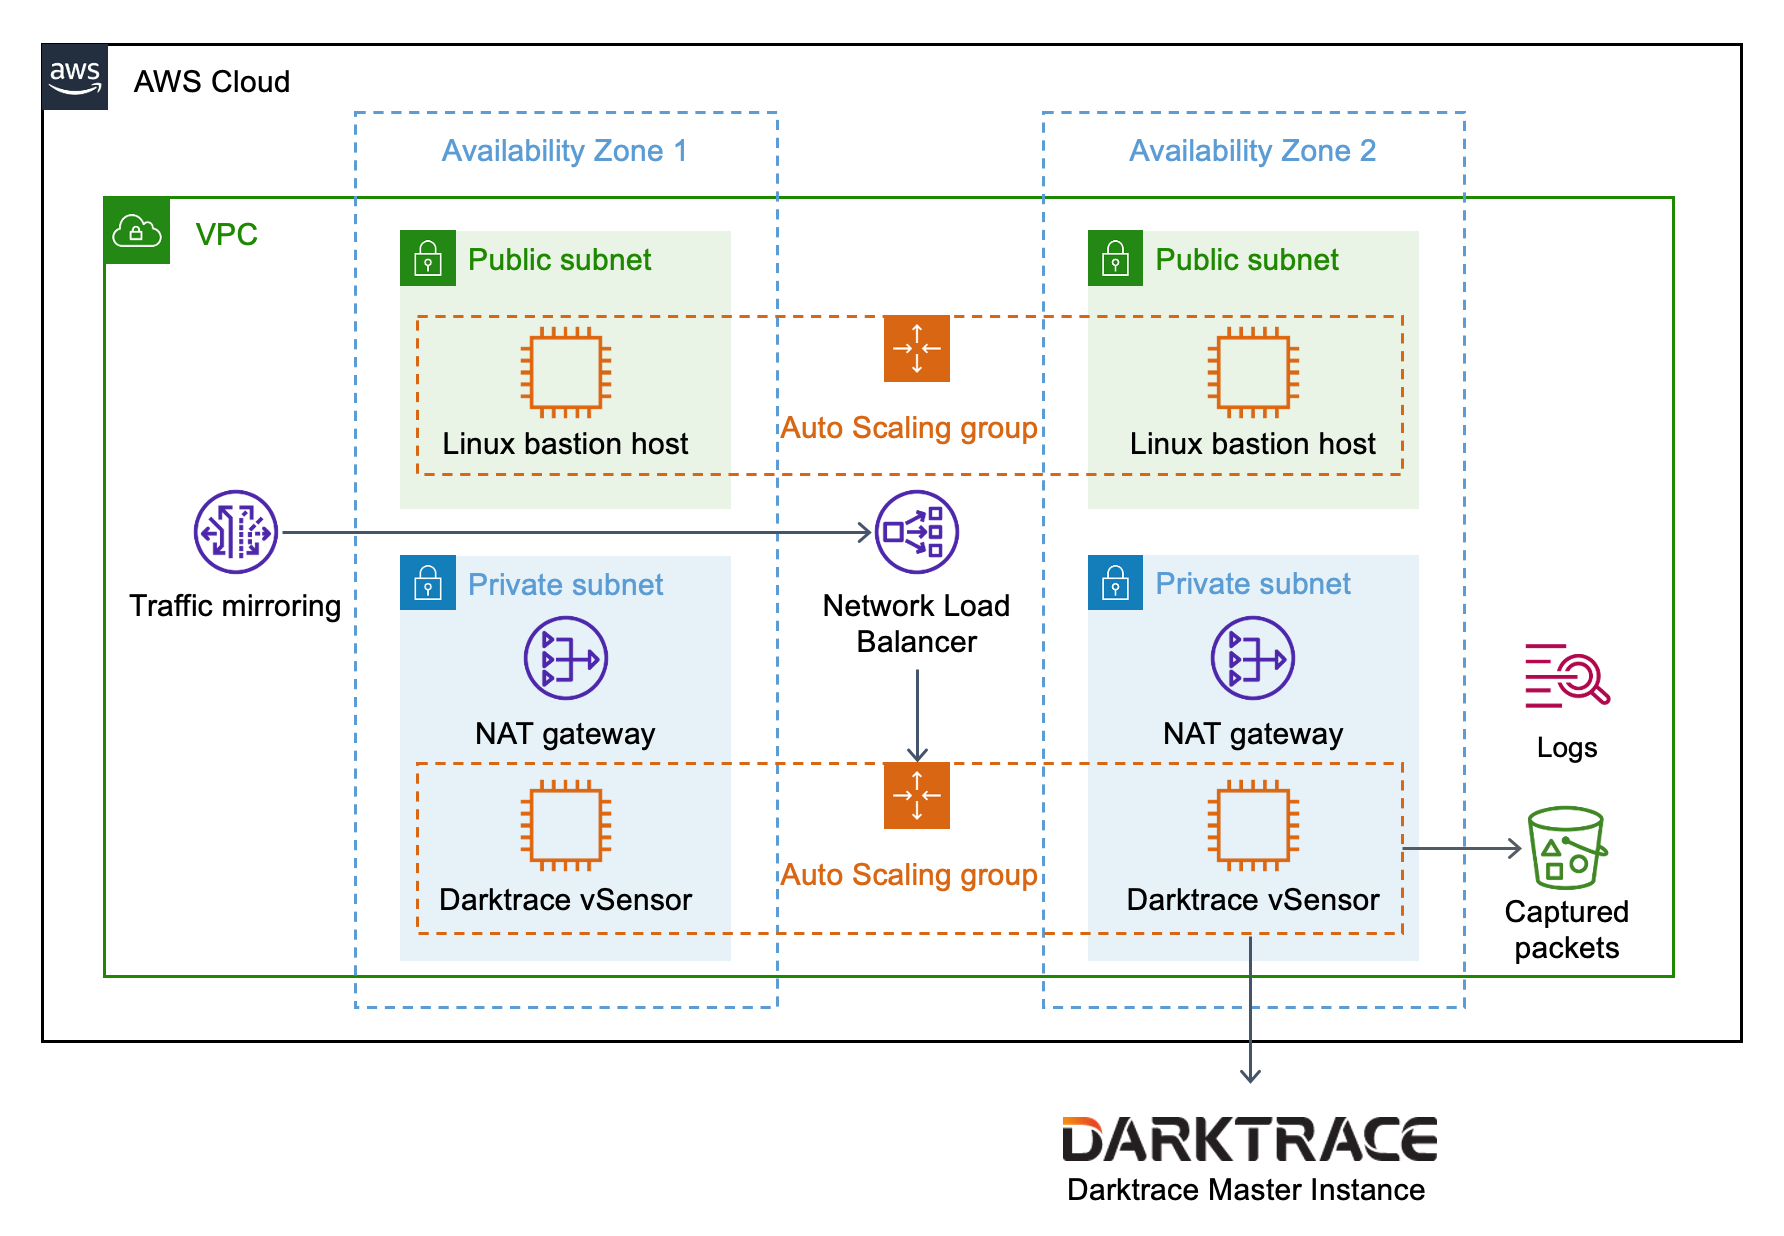 aws
AWS Cloud
Availability Zone 1
Availability Zone 2
VPC
Public subnet
Public subnet
Linux bastion host
Auto Scaling group
Linux bastion host
Traffic mirroring
Private subnet
Network Load
Balancer
Private subnet
NAT gateway
NAT gateway
Logs
Darktrace vSensor
Auto Scaling group
Darktrace vSensor
Captured
packets
DARKTRACE
Darktrace Master Instance